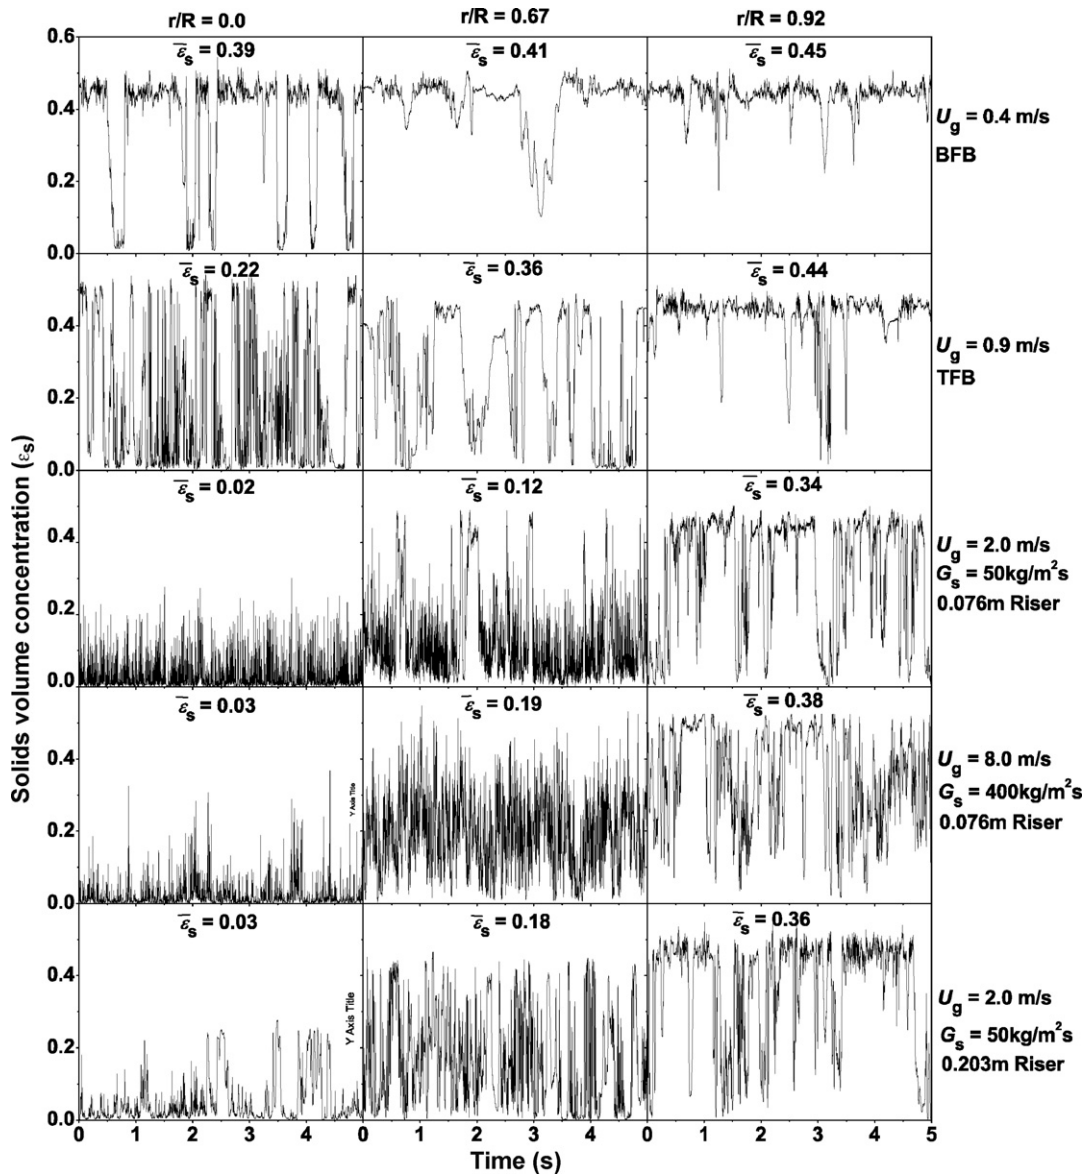 r/R = 0.0 r/R = 0.67 r/R = 0.92
0.6 ε̅s = 0.39 ε̅s = 0.41 ε̅s = 0.45
0.4
Ug = 0.4 m/s
BFB
0.2
0.0
ε̅s = 0.22 ε̅s = 0.36 ε̅s = 0.44
0.4
Ug = 0.9 m/s
TFB
0.2
0.0
ε̅s = 0.02 ε̅s = 0.12 ε̅s = 0.34
0.4
Ug = 2.0 m/s
Gs = 50kg/m²s
0.076m Riser
0.2
0.0
ε̅s = 0.03 ε̅s = 0.19 ε̅s = 0.38
0.4
Ug = 8.0 m/s
Gs = 400kg/m²s
0.076m Riser
Y Axis Title
0.2
0.0
ε̅s = 0.03 ε̅s = 0.18 ε̅s = 0.36
0.4
Ug = 2.0 m/s
Gs = 50kg/m²s
0.203m Riser
Y Axis Title
0.2
0.0
Solids volume concentration (εs)
0 1 2 3 4 0 1 2 3 4 0 1 2 3 4 5
Time (s)